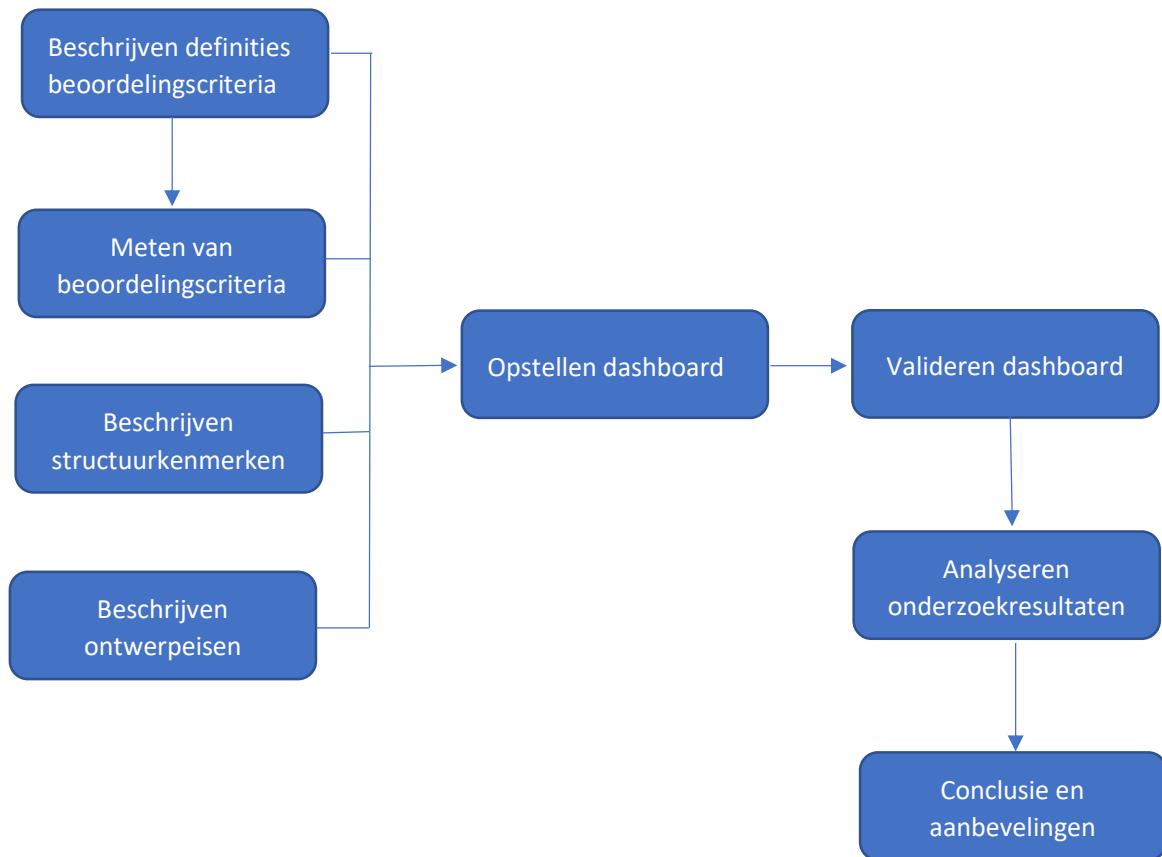 Beschrijven definities
beoordelingscriteria
Meten van
beoordelingscriteria
Beschrijven
structuurkenmerken
Beschrijven
ontwerpeisen
Opstellen dashboard
Valideren dashboard
Analyseren
onderzoekresultaten
Conclusie en
aanbevelingen